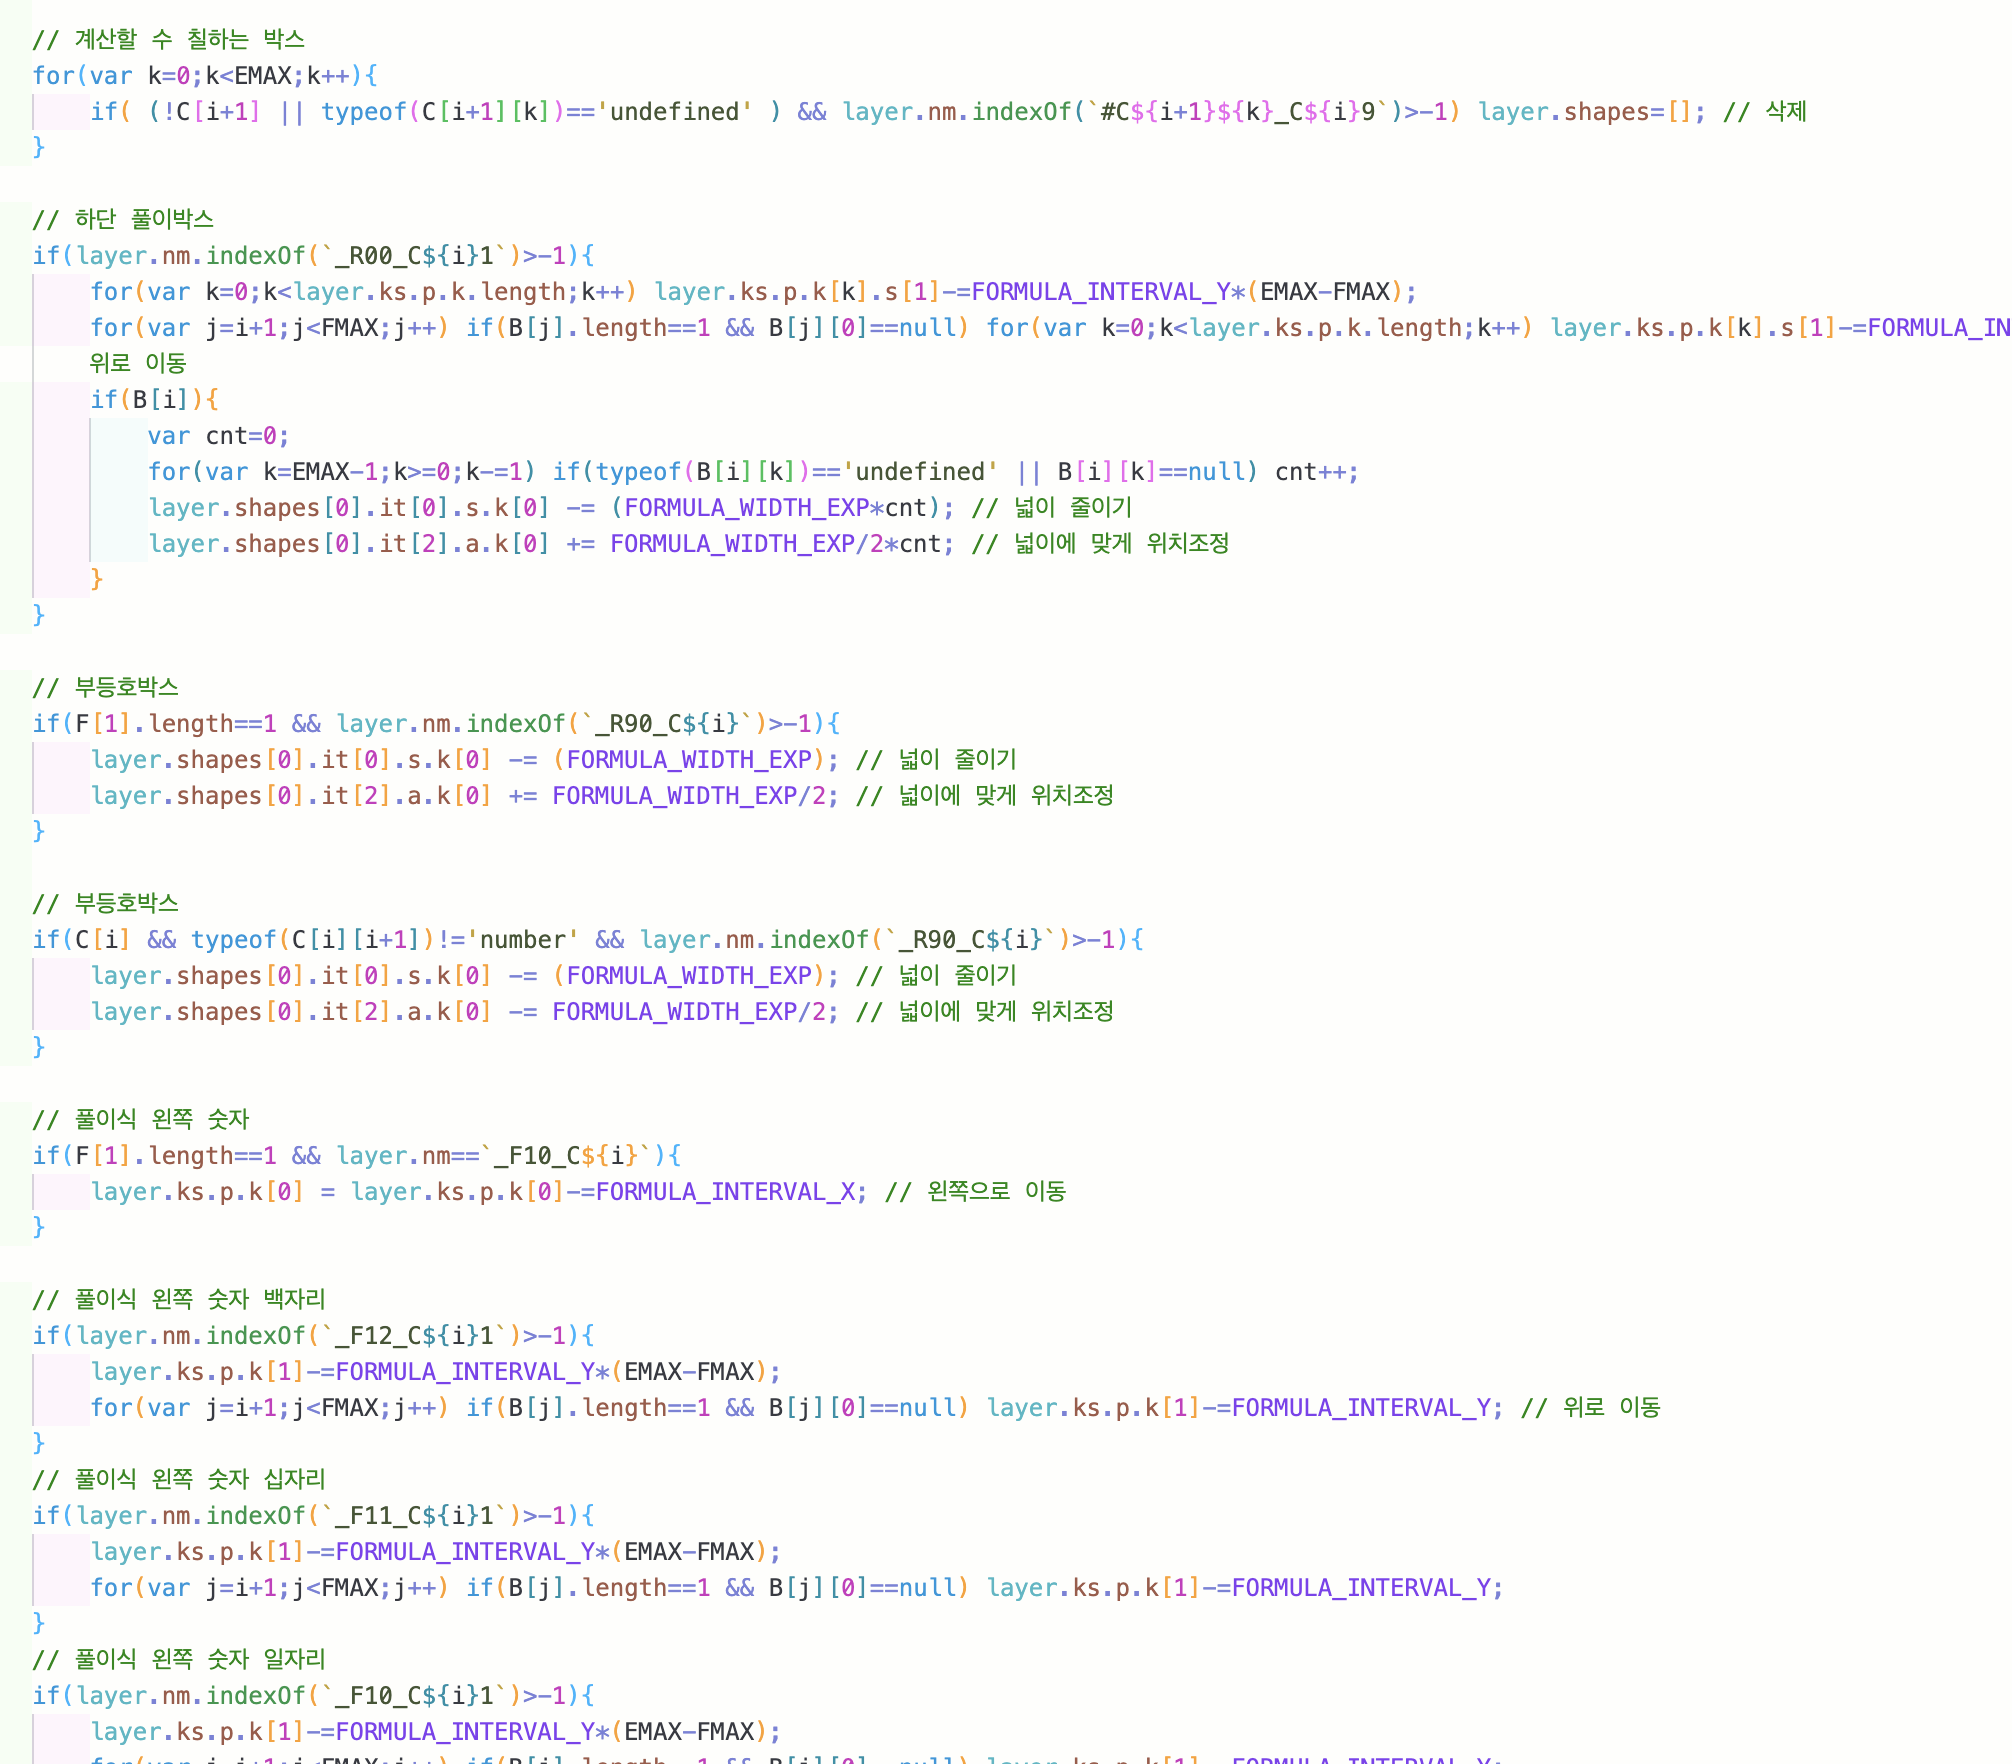 // 계산할 수 칠하는 박스
for(var k=0;k<EMAX;k++){
if( (!C[i+1] || typeof(C[i+1][k])=='undefined' ) && layer.nm.indexOf(`#C${i+1}${k}_C${i}9`)>-1) layer.shapes=[]; // 삭제
}
// 하단 풀이박스
if(layer.nm.indexOf(`_R00_C${i}1`)>-1){
for(var k=0;k<layer.ks.p.k.length;k++) layer.ks.p.k[k].s[1]-=FORMULA_INTERVAL_Y*(EMAX-FMAX);
for(var j=i+1;j<FMAX;j++) if(B[j].length==1 && B[j][0]==null) for(var k=0;k<layer.ks.p.k.length;k++) layer.ks.p.k[k].s[1]-=FORMULA_IN
위로 이동
if(B[i]){
var cnt=0;
for(var k=EMAX-1;k>=0;k-=1) if(typeof(B[i][k])=='undefined' || B[i][k]==null) cnt++;
layer.shapes[0].it[0].s.k[0] -= (FORMULA_WIDTH_EXP*cnt); // 넓이 줄이기
layer.shapes[0].it[2].a.k[0] += FORMULA_WIDTH_EXP/2*cnt; // 넓이에 맞게 위치조정
}
}
// 부등호박스
if(F[1].length==1 && layer.nm.indexOf(`_R90_C${i}`)>-1){
layer.shapes[0].it[0].s.k[0] -= (FORMULA_WIDTH_EXP); // 넓이 줄이기
layer.shapes[0].it[2].a.k[0] += FORMULA_WIDTH_EXP/2; // 넓이에 맞게 위치조정
}
// 부등호박스
if(C[i] && typeof(C[i][i+1])!='number' && layer.nm.indexOf(`_R90_C${i}`)>-1){
layer.shapes[0].it[0].s.k[0] -= (FORMULA_WIDTH_EXP); // 넓이 줄이기
layer.shapes[0].it[2].a.k[0] -= FORMULA_WIDTH_EXP/2; // 넓이에 맞게 위치조정
}
// 풀이식 왼쪽 숫자
if(F[1].length==1 && layer.nm==`_F10_C${i}`){
layer.ks.p.k[0] = layer.ks.p.k[0]-=FORMULA_INTERVAL_X; // 왼쪽으로 이동
}
// 풀이식 왼쪽 숫자 백자리
if(layer.nm.indexOf(`_F12_C${i}1`)>-1){
layer.ks.p.k[1]-=FORMULA_INTERVAL_Y*(EMAX-FMAX);
for(var j=i+1;j<FMAX;j++) if(B[j].length==1 && B[j][0]==null) layer.ks.p.k[1]-=FORMULA_INTERVAL_Y; // 위로 이동
}
// 풀이식 왼쪽 숫자 십자리
if(layer.nm.indexOf(`_F11_C${i}1`)>-1){
layer.ks.p.k[1]-=FORMULA_INTERVAL_Y*(EMAX-FMAX);
for(var j=i+1;j<FMAX;j++) if(B[j].length==1 && B[j][0]==null) layer.ks.p.k[1]-=FORMULA_INTERVAL_Y;
}
// 풀이식 왼쪽 숫자 일자리
if(layer.nm.indexOf(`_F10_C${i}1`)>-1){
layer.ks.p.k[1]-=FORMULA_INTERVAL_Y*(EMAX-FMAX);